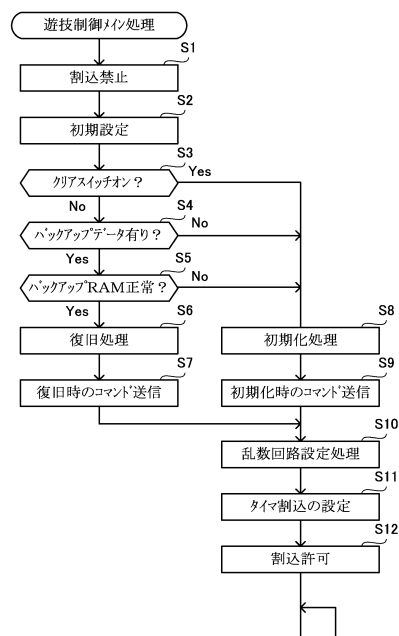 遊技制御メイン処理
S1
割込禁止
S2
初期設定
S3
クリアスイッチオン？
Yes
No
S4
バックアップデータ有り？
No
Yes
S5
バックアップRAM正常？
No
Yes
S6
復旧処理
S8
初期化処理
S7
復旧時のコマンド送信
S9
初期化時のコマンド送信
S10
乱数回路設定処理
S11
タイマ割込の設定
S12
割込許可